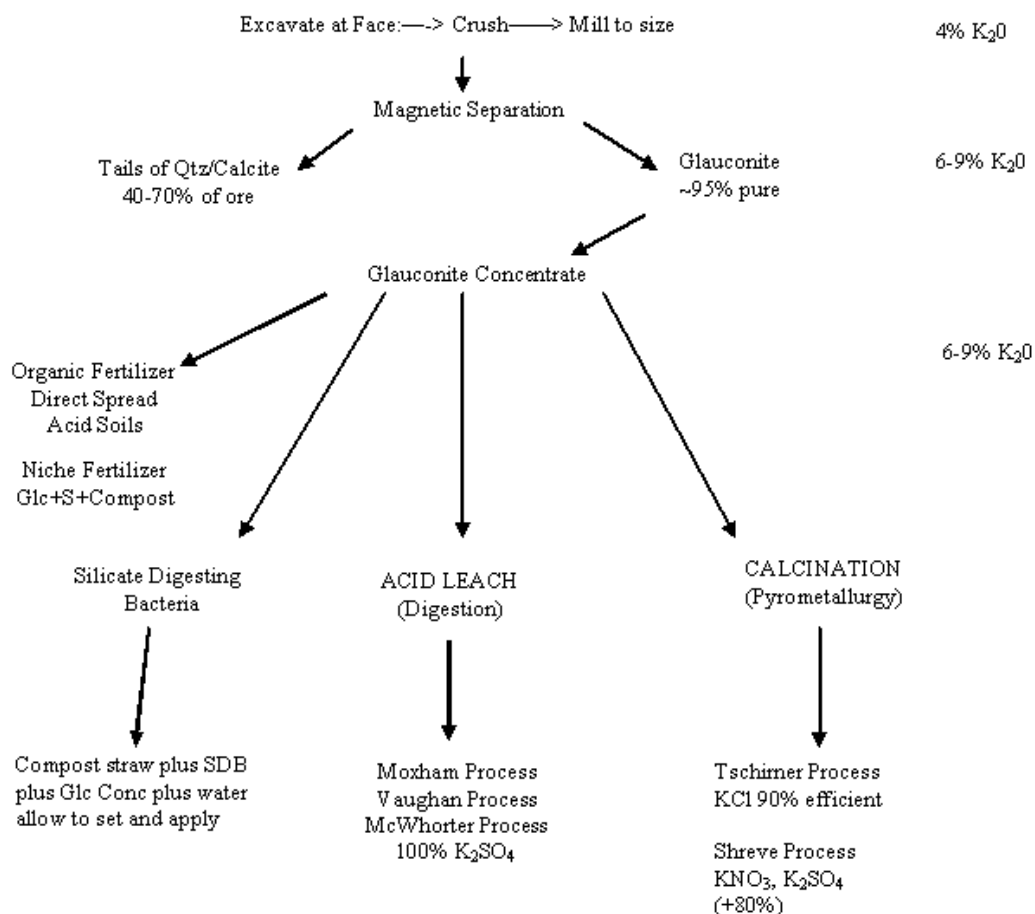 Excavate at Face:----> Crush------> Mill to size
4% K₂0
Magnetic Separation
Tails of Qtz/Calcite
40-70% of ore
Glauconite
~95% pure
6-9% K₂0
Glauconite Concentrate
6-9% K₂0
Organic Fertilizer
Direct Spread
Acid Soils
Niche Fertilizer
Glc+S+Compost
Silicate Digesting
Bacteria
ACID LEACH
(Digestion)
CALCINATION
(Pyrometallurgy)
Compost straw plus SDB
plus Glc Conc plus water
allow to set and apply
Moxham Process
Vaughan Process
McWhorter Process
100% K₂SO₄
Tschirner Process
KCl 90% efficient
Shreve Process
KNO₃, K₂SO₄
(+80%)